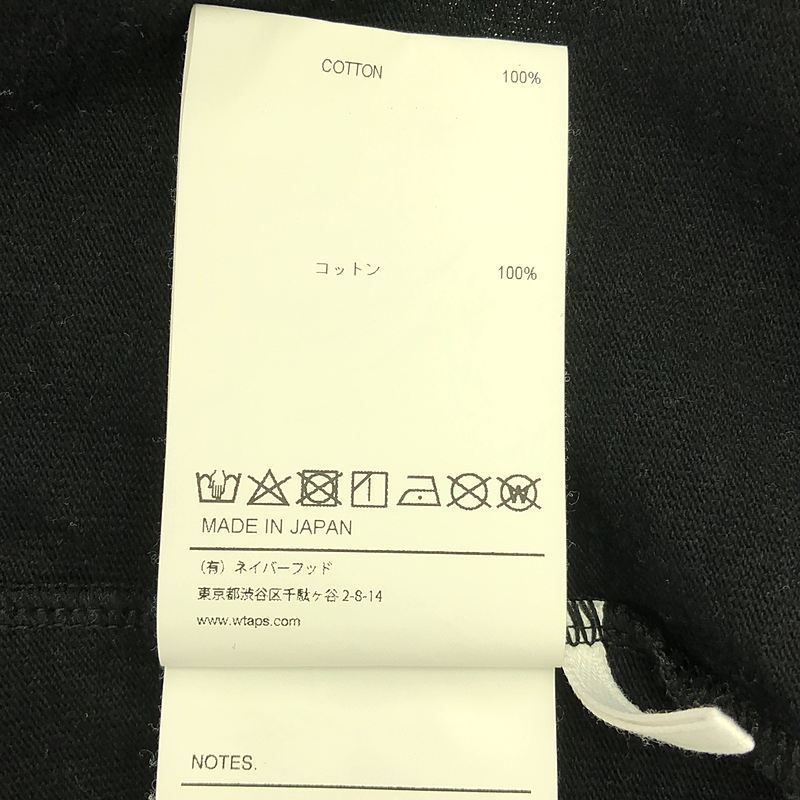 COTTON 100%
コットン 100%
W
MADE IN JAPAN
(有) ネイバーフッド
東京都渋谷区千駄ヶ谷 2-8-14
www.wtaps.com
NOTES.